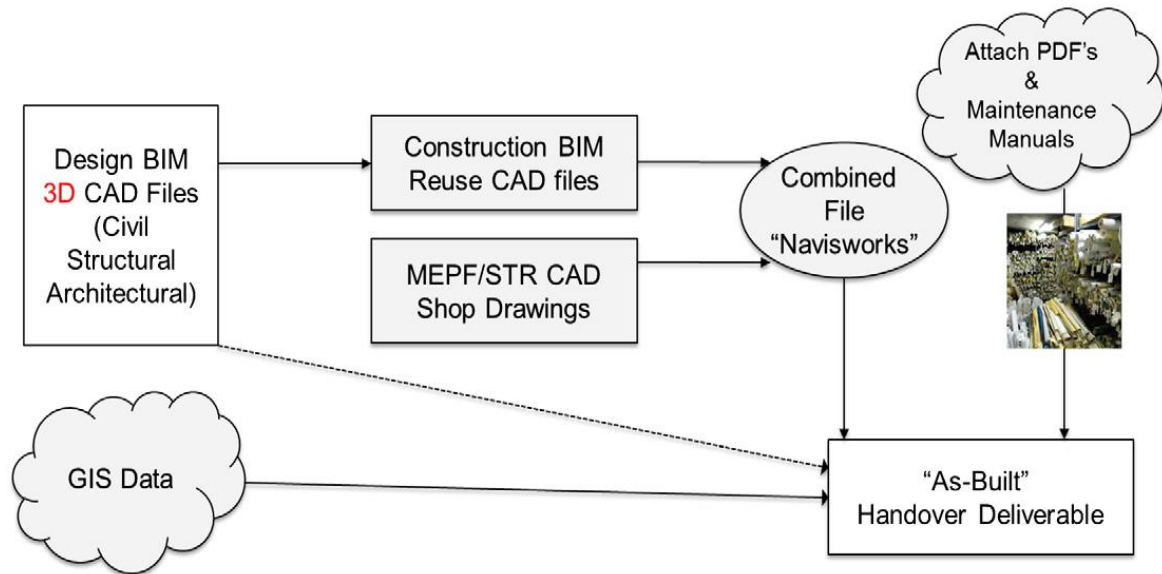 Design BIM
3D CAD Files
(Civil
Structural
Architectural)
Construction BIM
Reuse CAD files
MEPF/STR CAD
Shop Drawings
Combined
File
“Navisworks”
Attach PDF's
&
Maintenance
Manuals
GIS Data
“As-Built”
Handover Deliverable